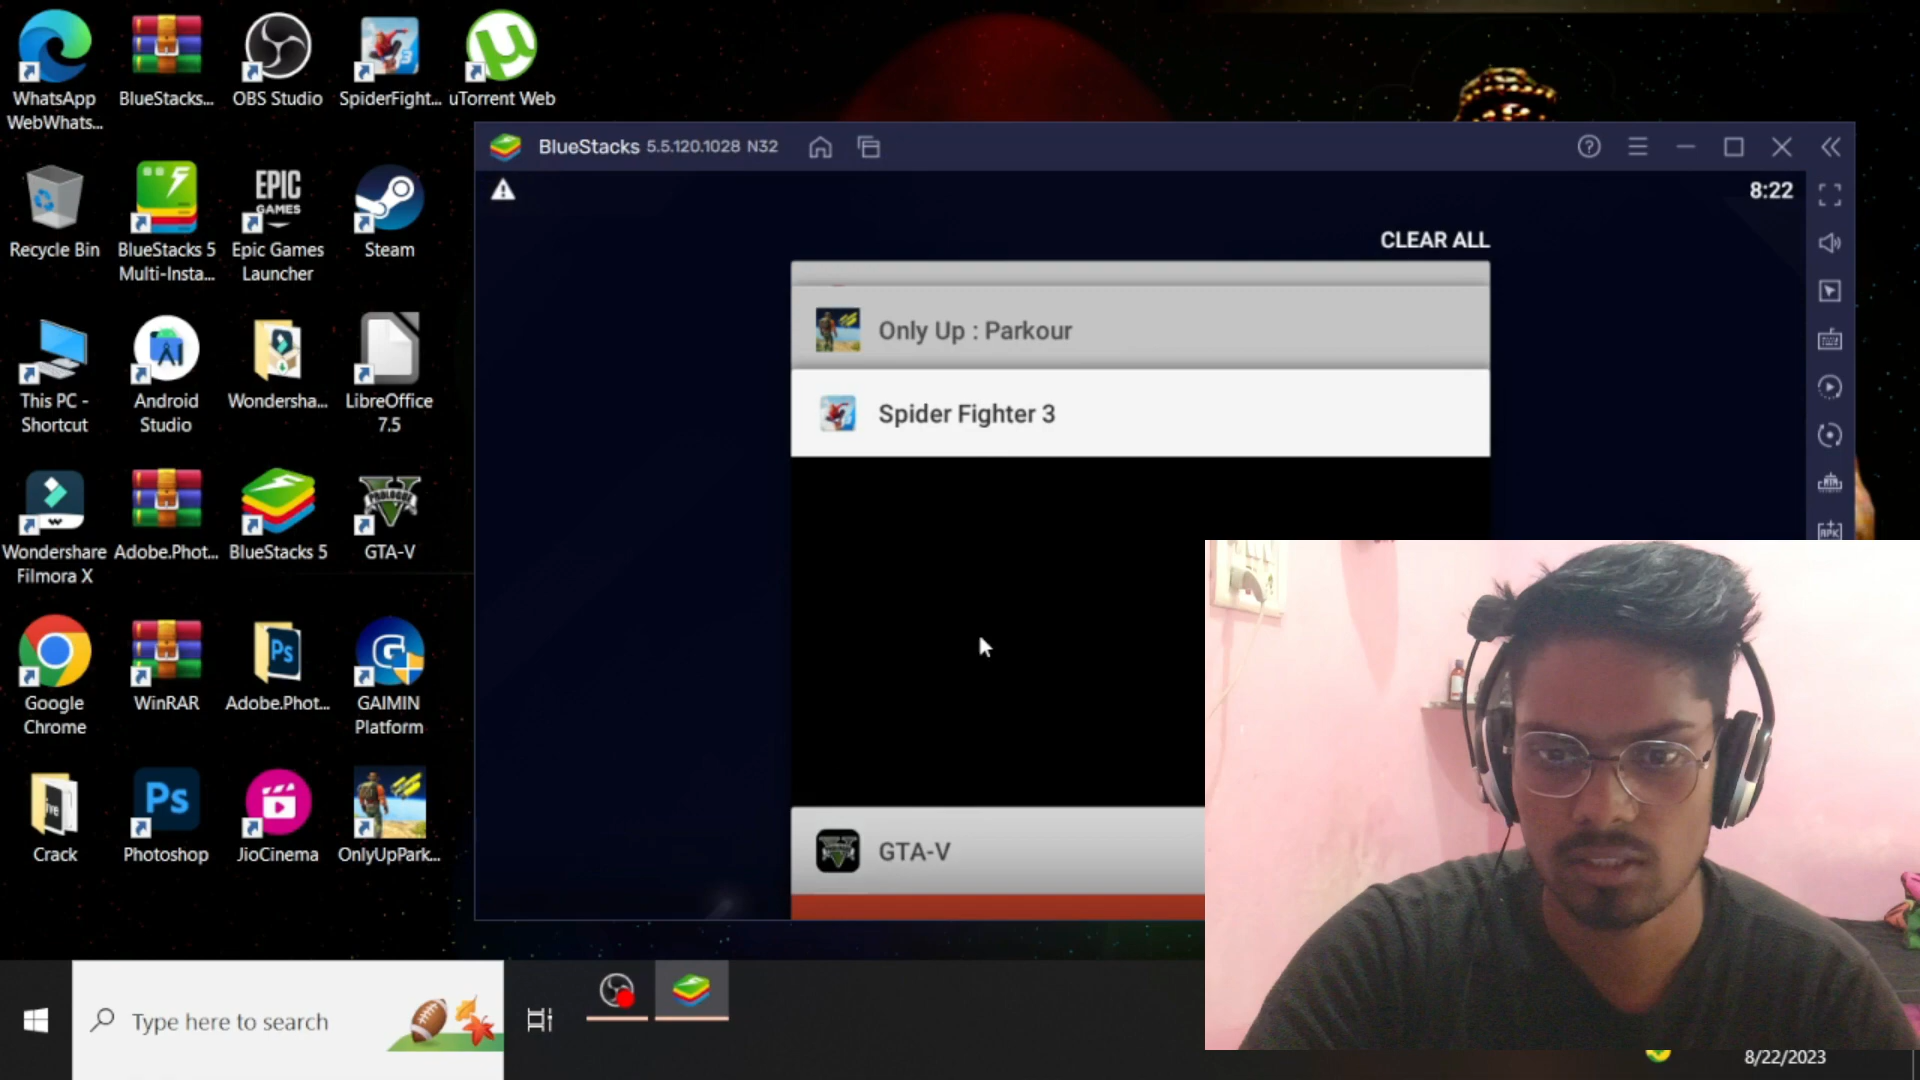 WhatsApp
WebWhats...
BlueStacks...
OBS Studio
SpiderFight...
uTorrent Web
Recycle Bin
BlueStacks 5
Multi-Insta...
EPIC
GAMES
Epic Games
Launcher
Steam
This PC -
Shortcut
Android
Studio
Wondersha...
LibreOffice
7.5
Wondershare
Filmora X
Adobe.Phot...
BlueStacks 5
GTA-V
Google
Chrome
WinRAR
Ps
Adobe.Phot...
GAIMIN
Platform
Crack
Ps
Photoshop
JioCinema
OnlyUpPark...
BlueStacks 5.5.120.1028 N32
8:22
CLEAR ALL
Only Up : Parkour
Spider Fighter 3
GTA-V
Type here to search
8/22/2023